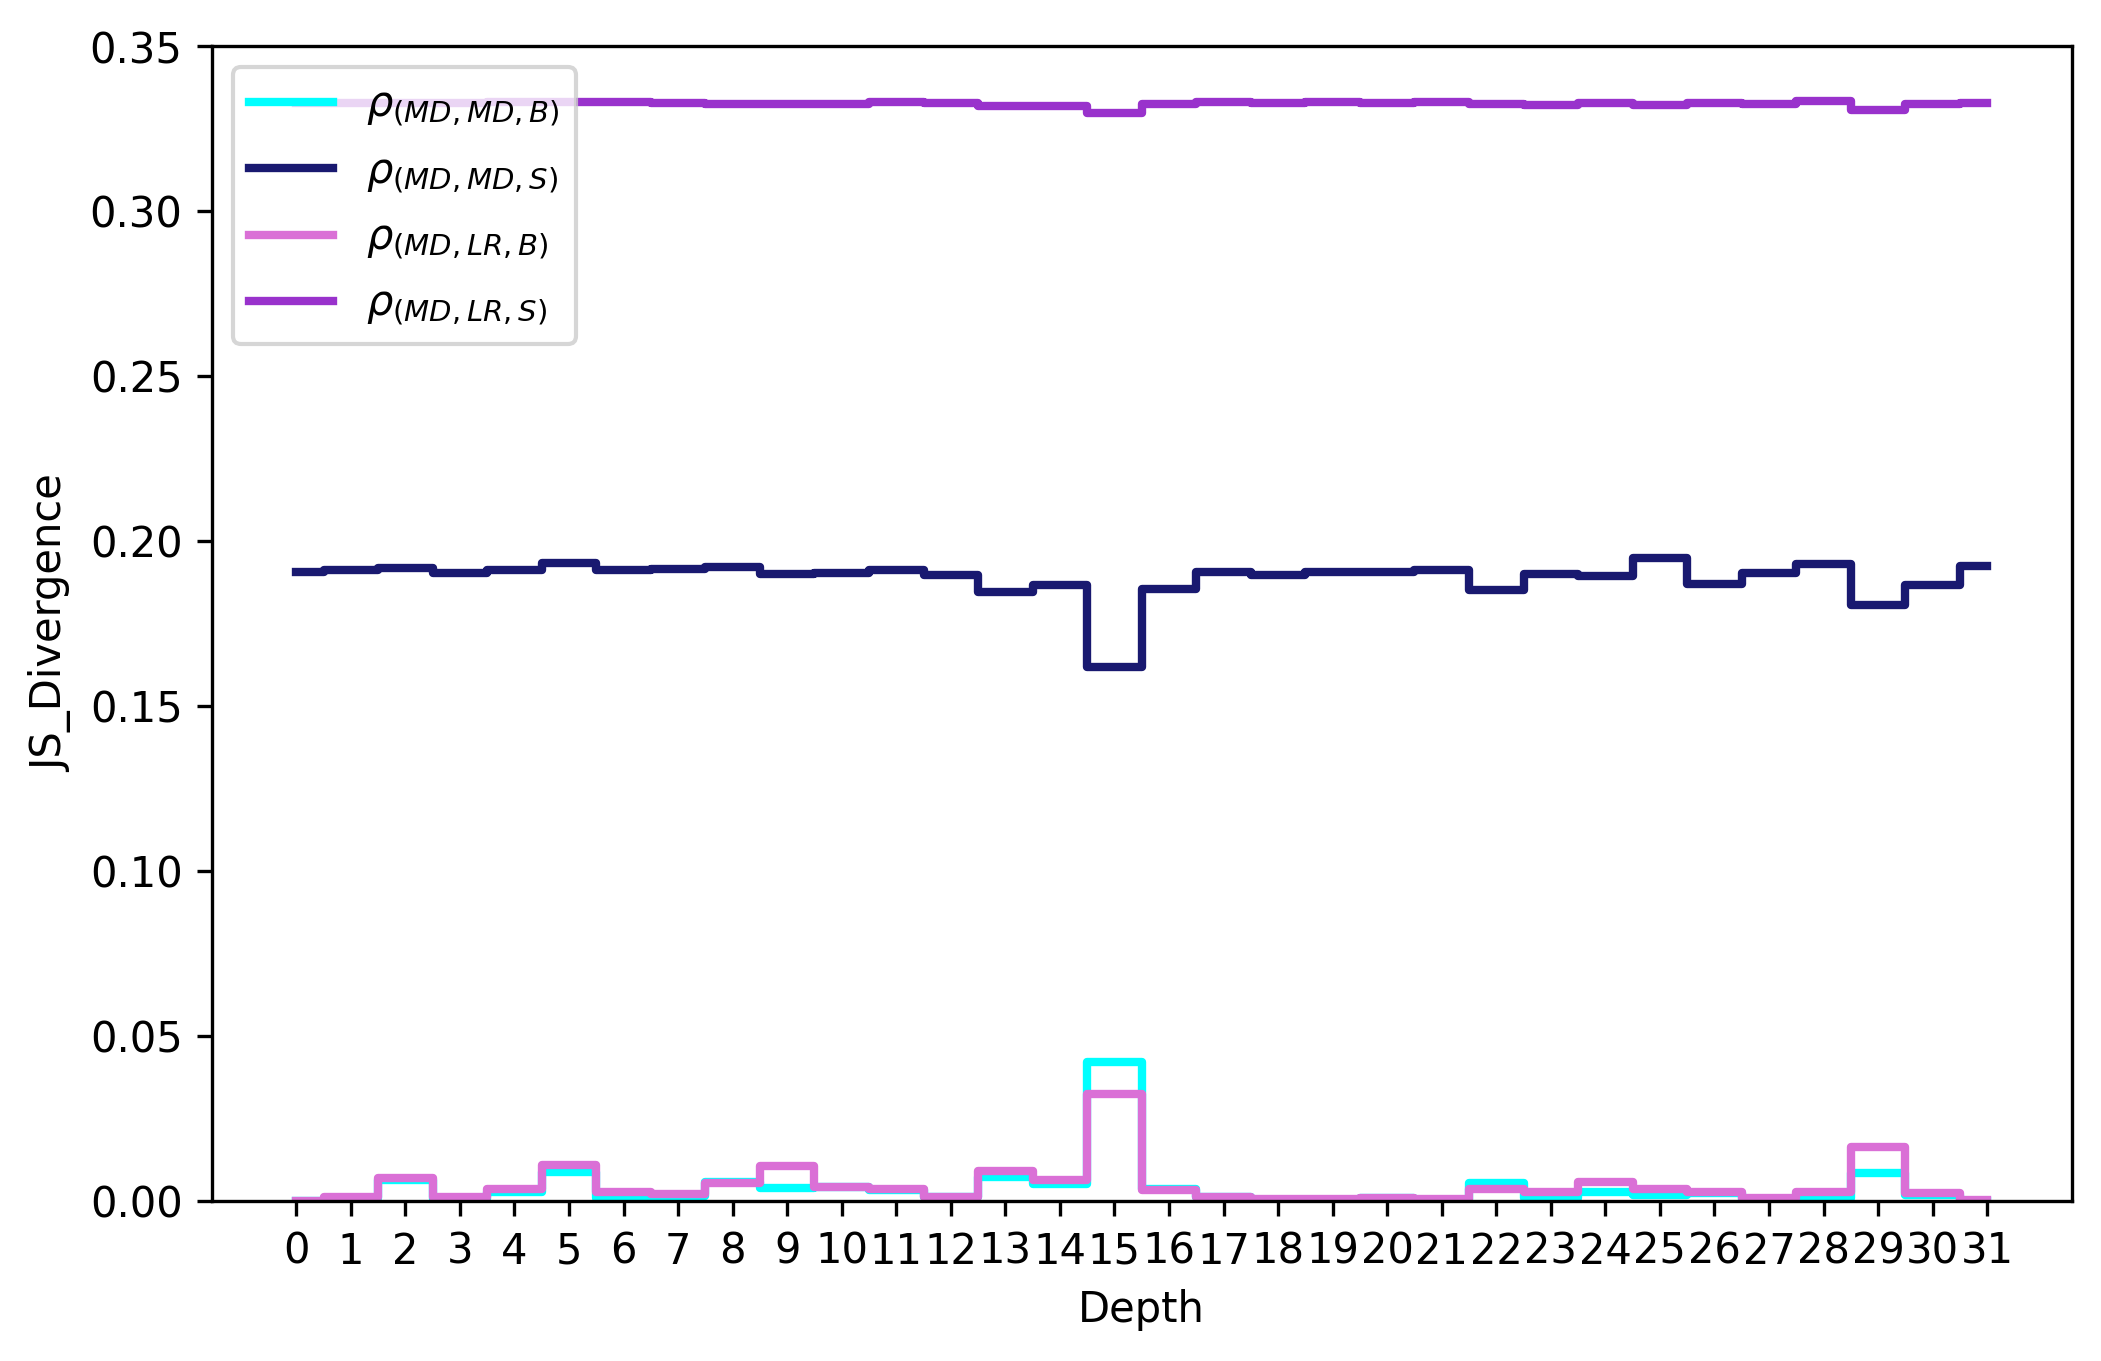 0.35
0.30
0.25
0.20
0.15
0.10
0.05
0.00
JS_Divergence
ρ(MD, MD, B)
ρ(MD, MD, S)
ρ(MD, LR, B)
ρ(MD, LR, S)
0 1 2 3 4 5 6 7 8 9 10 11 12 13 14 15 16 17 18 19 20 21 22 23 24 25 26 27 28 29 30 31
Depth